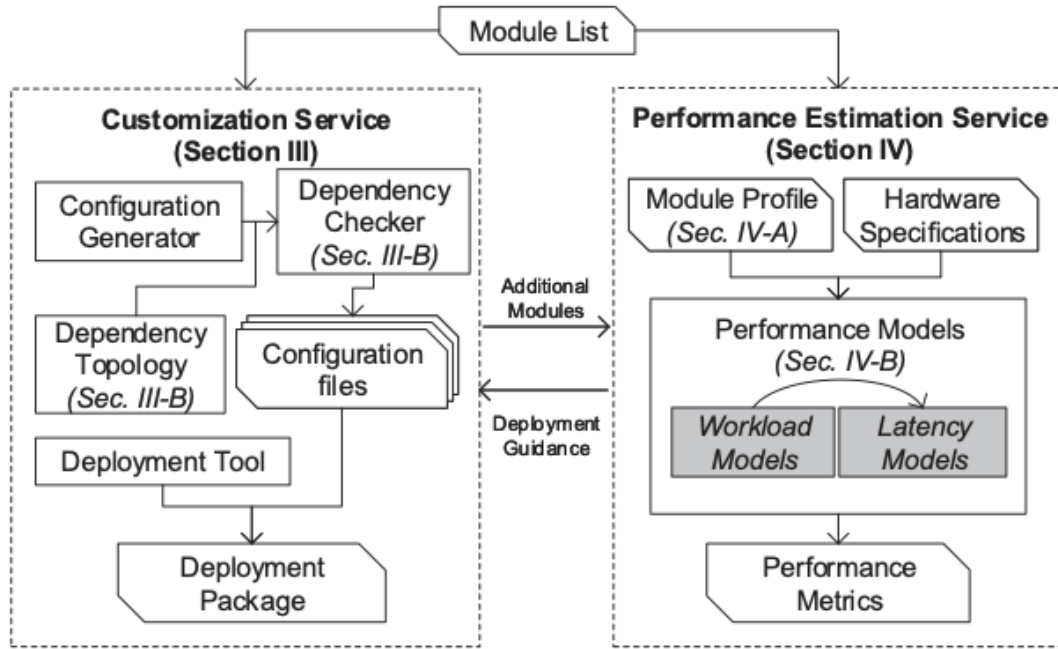 Module List
Customization Service
(Section III)
Configuration
Generator
Dependency
Checker
(Sec. III-B)
Dependency
Topology
(Sec. III-B)
Configuration
files
Deployment Tool
Deployment
Package
Additional
Modules
Deployment
Guidance
Performance Estimation Service
(Section IV)
Module Profile
(Sec. IV-A)
Hardware
Specifications
Performance Models
(Sec. IV-B)
Workload
Models
Latency
Models
Performance
Metrics